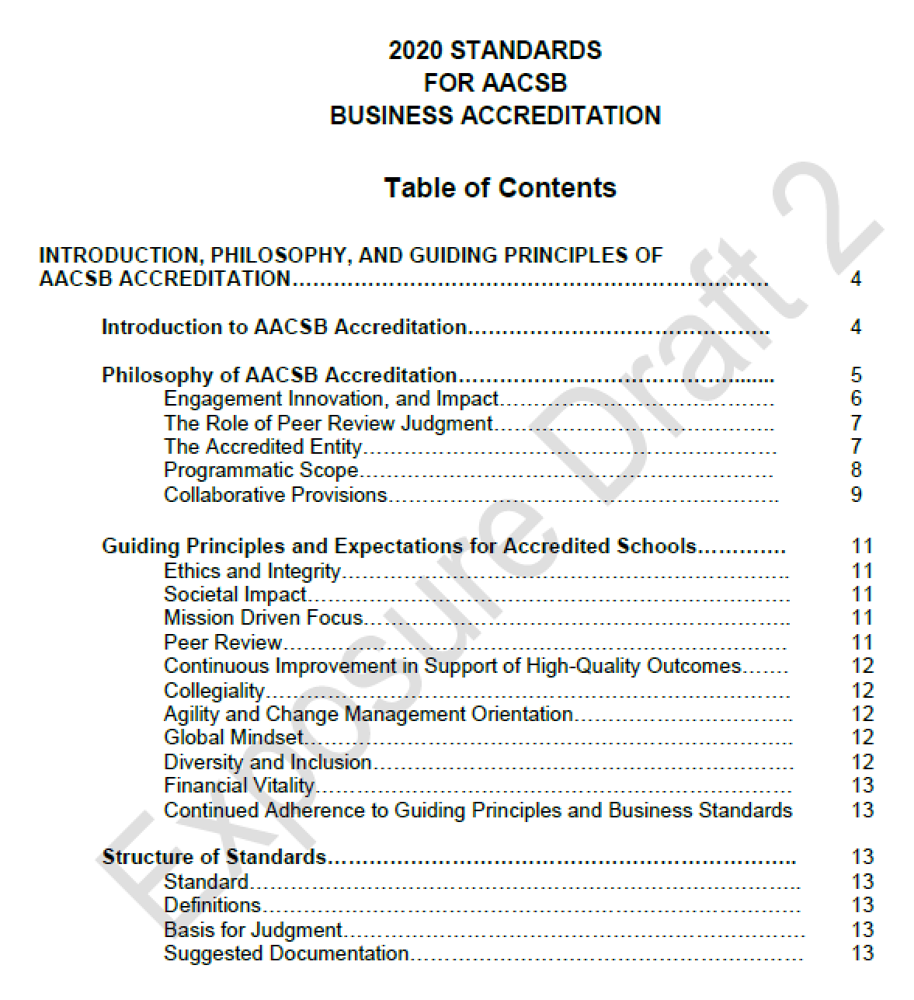 2020 STANDARDS
FOR AACSB
BUSINESS ACCREDITATION
Table of Contents
INTRODUCTION, PHILOSOPHY, AND GUIDING PRINCIPLES OF
AACSB ACCREDITATION…………………………………………………………… 4
Introduction to AACSB Accreditation……………………………………. 4
Philosophy of AACSB Accreditation…………………………………....... 5
Engagement Innovation, and Impact…………………………………. 6
The Role of Peer Review Judgment………………………………….. 7
The Accredited Entity…………………………………………………… 7
Programmatic Scope…………………………………………………… 8
Collaborative Provisions………………………………………………... 9
Guiding Principles and Expectations for Accredited Schools…………. 11
Ethics and Integrity……………………………………………………….. 11
Societal Impact……………………………………………………………. 11
Mission Driven Focus…………………………………………………….. 11
Peer Review………………………………………………………………. 11
Continuous Improvement in Support of High-Quality Outcomes……. 12
Collegiality…………………………………………………………………. 12
Agility and Change Management Orientation………………………….. 12
Global Mindset…………………………………………………………….. 12
Diversity and Inclusion……………………………………………………. 12
Financial Vitality…………………………………………………………… 13
Continued Adherence to Guiding Principles and Business Standards 13
Structure of Standards………………………………………………………….. 13
Standard…………………………………………………………………….. 13
Definitions…………………………………………………………………… 13
Basis for Judgment…………………………………………………………. 13
Suggested Documentation………………………………………………… 13
Exposure Draft 2